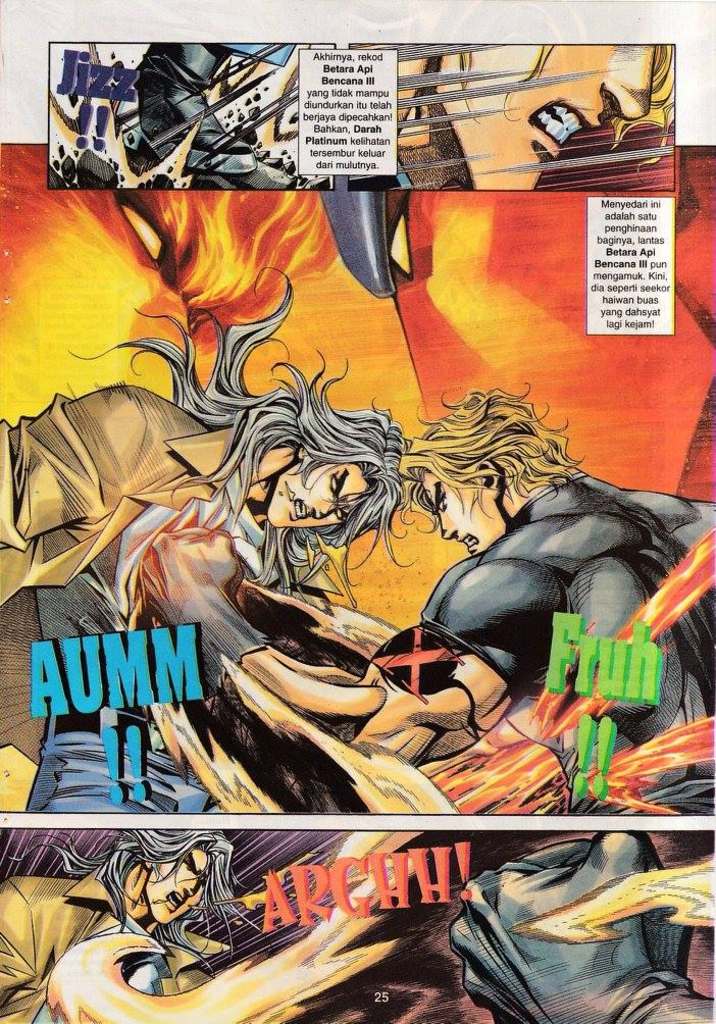 Jizz
!!
Akhirnya, rekod
Betara Api
Bencana III
yang tidak mampu
diundurkan itu telah
berjaya dipecahkan!
Bahkan, Darah
Platinum kelihatan
tersembur keluar
dari mulutnya.
Menyedari ini
adalah satu
penghinaan
baginya, lantas
Betara Api
Bencana III pun
mengamuk. Kini,
dia seperti seekor
haiwan buas
yang dahsyat
lagi kejam!
AUMM
!!
Fruh
!!
ARGHH!
25